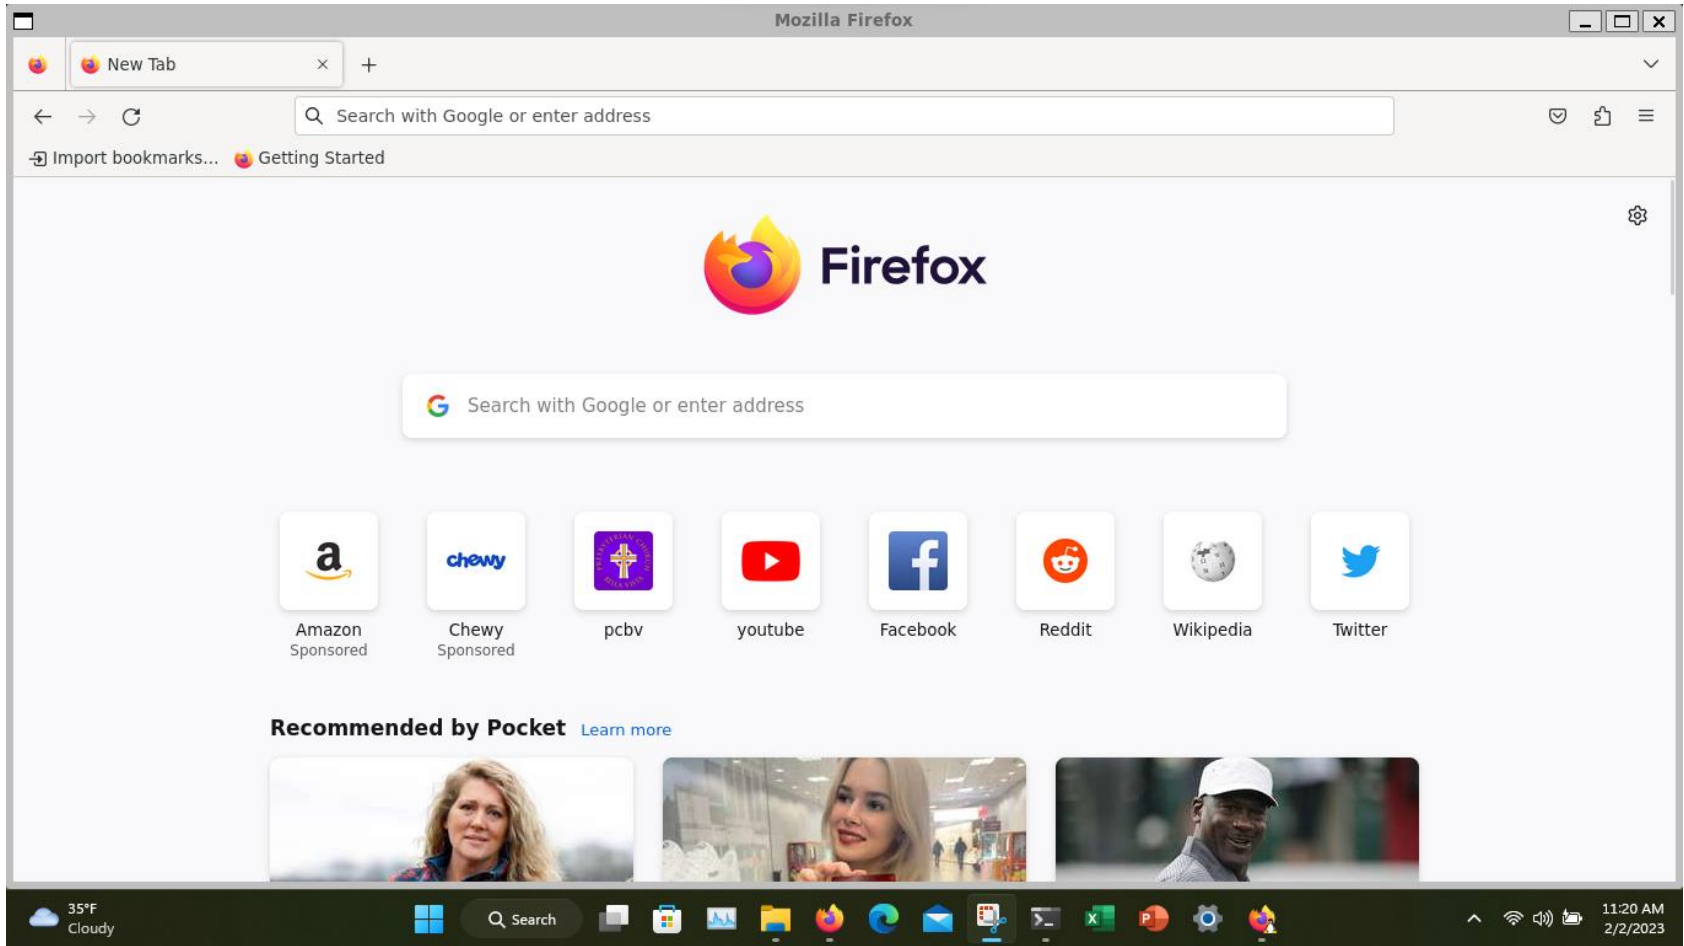 Mozilla Firefox
New Tab
Search with Google or enter address
Import bookmarks...
Getting Started
Firefox
Search with Google or enter address
a
chewy
Amazon
Sponsored
Chewy
Sponsored
pcbv
youtube
Facebook
Reddit
Wikipedia
Twitter
Recommended by Pocket Learn more
35°F
Cloudy
Search
11:20 AM
2/2/2023